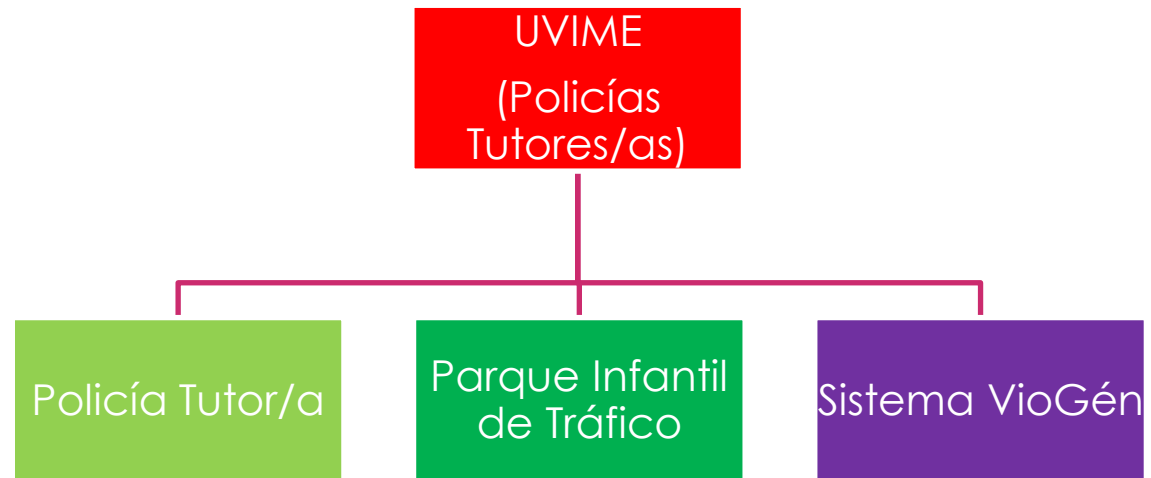 UVIME
(Policías
Tutores/as)
Policía Tutor/a
Parque Infantil
de Tráfico
Sistema VioGén